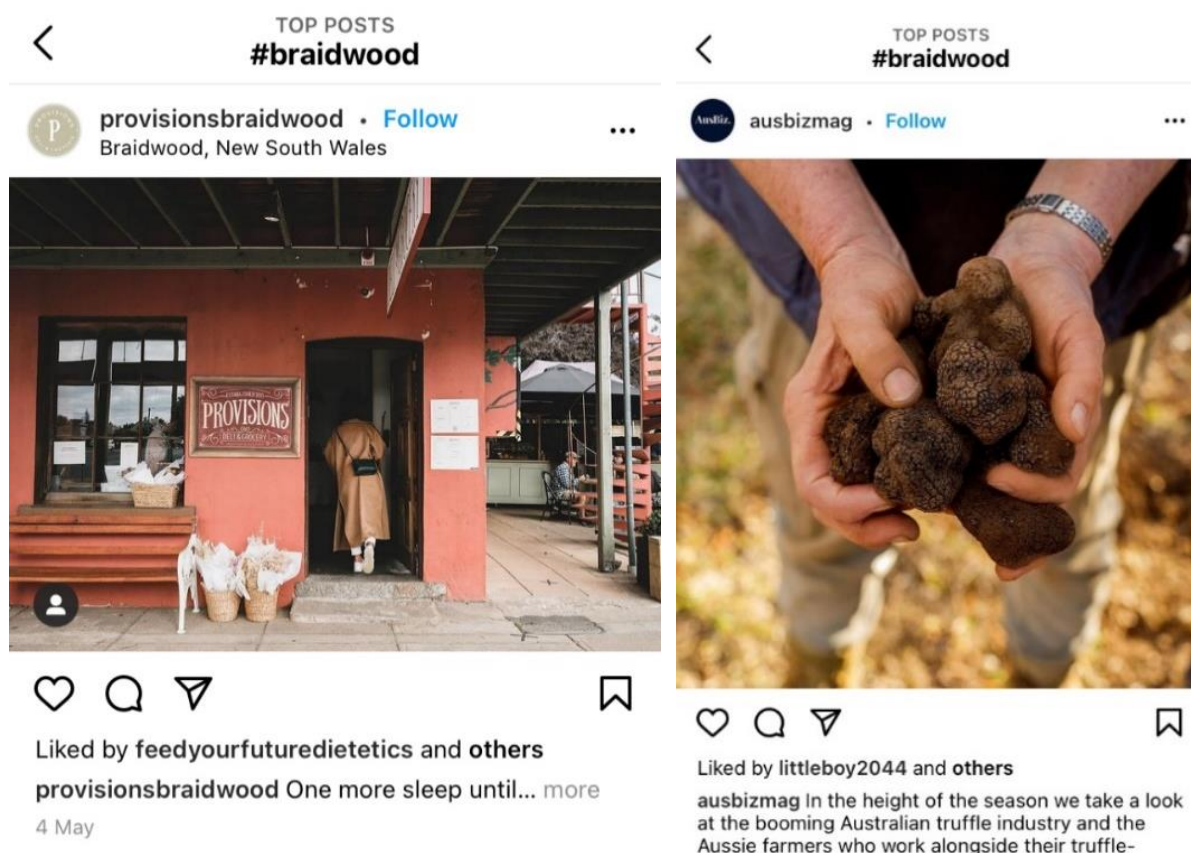 TOP POSTS
#braidwood
P
provisionsbraidwood • Follow
Braidwood, New South Wales
...
PROVISIONS
DELI & GROCERY
Liked by feedyourfuturedietetics and others
provisionsbraidwood One more sleep until... more
4 May
TOP POSTS
#braidwood
AusBiz.
ausbizmag • Follow
...
Liked by littleboy2044 and others
ausbizmag In the height of the season we take a look
at the booming Australian truffle industry and the
Aussie farmers who work alongside their truffle-